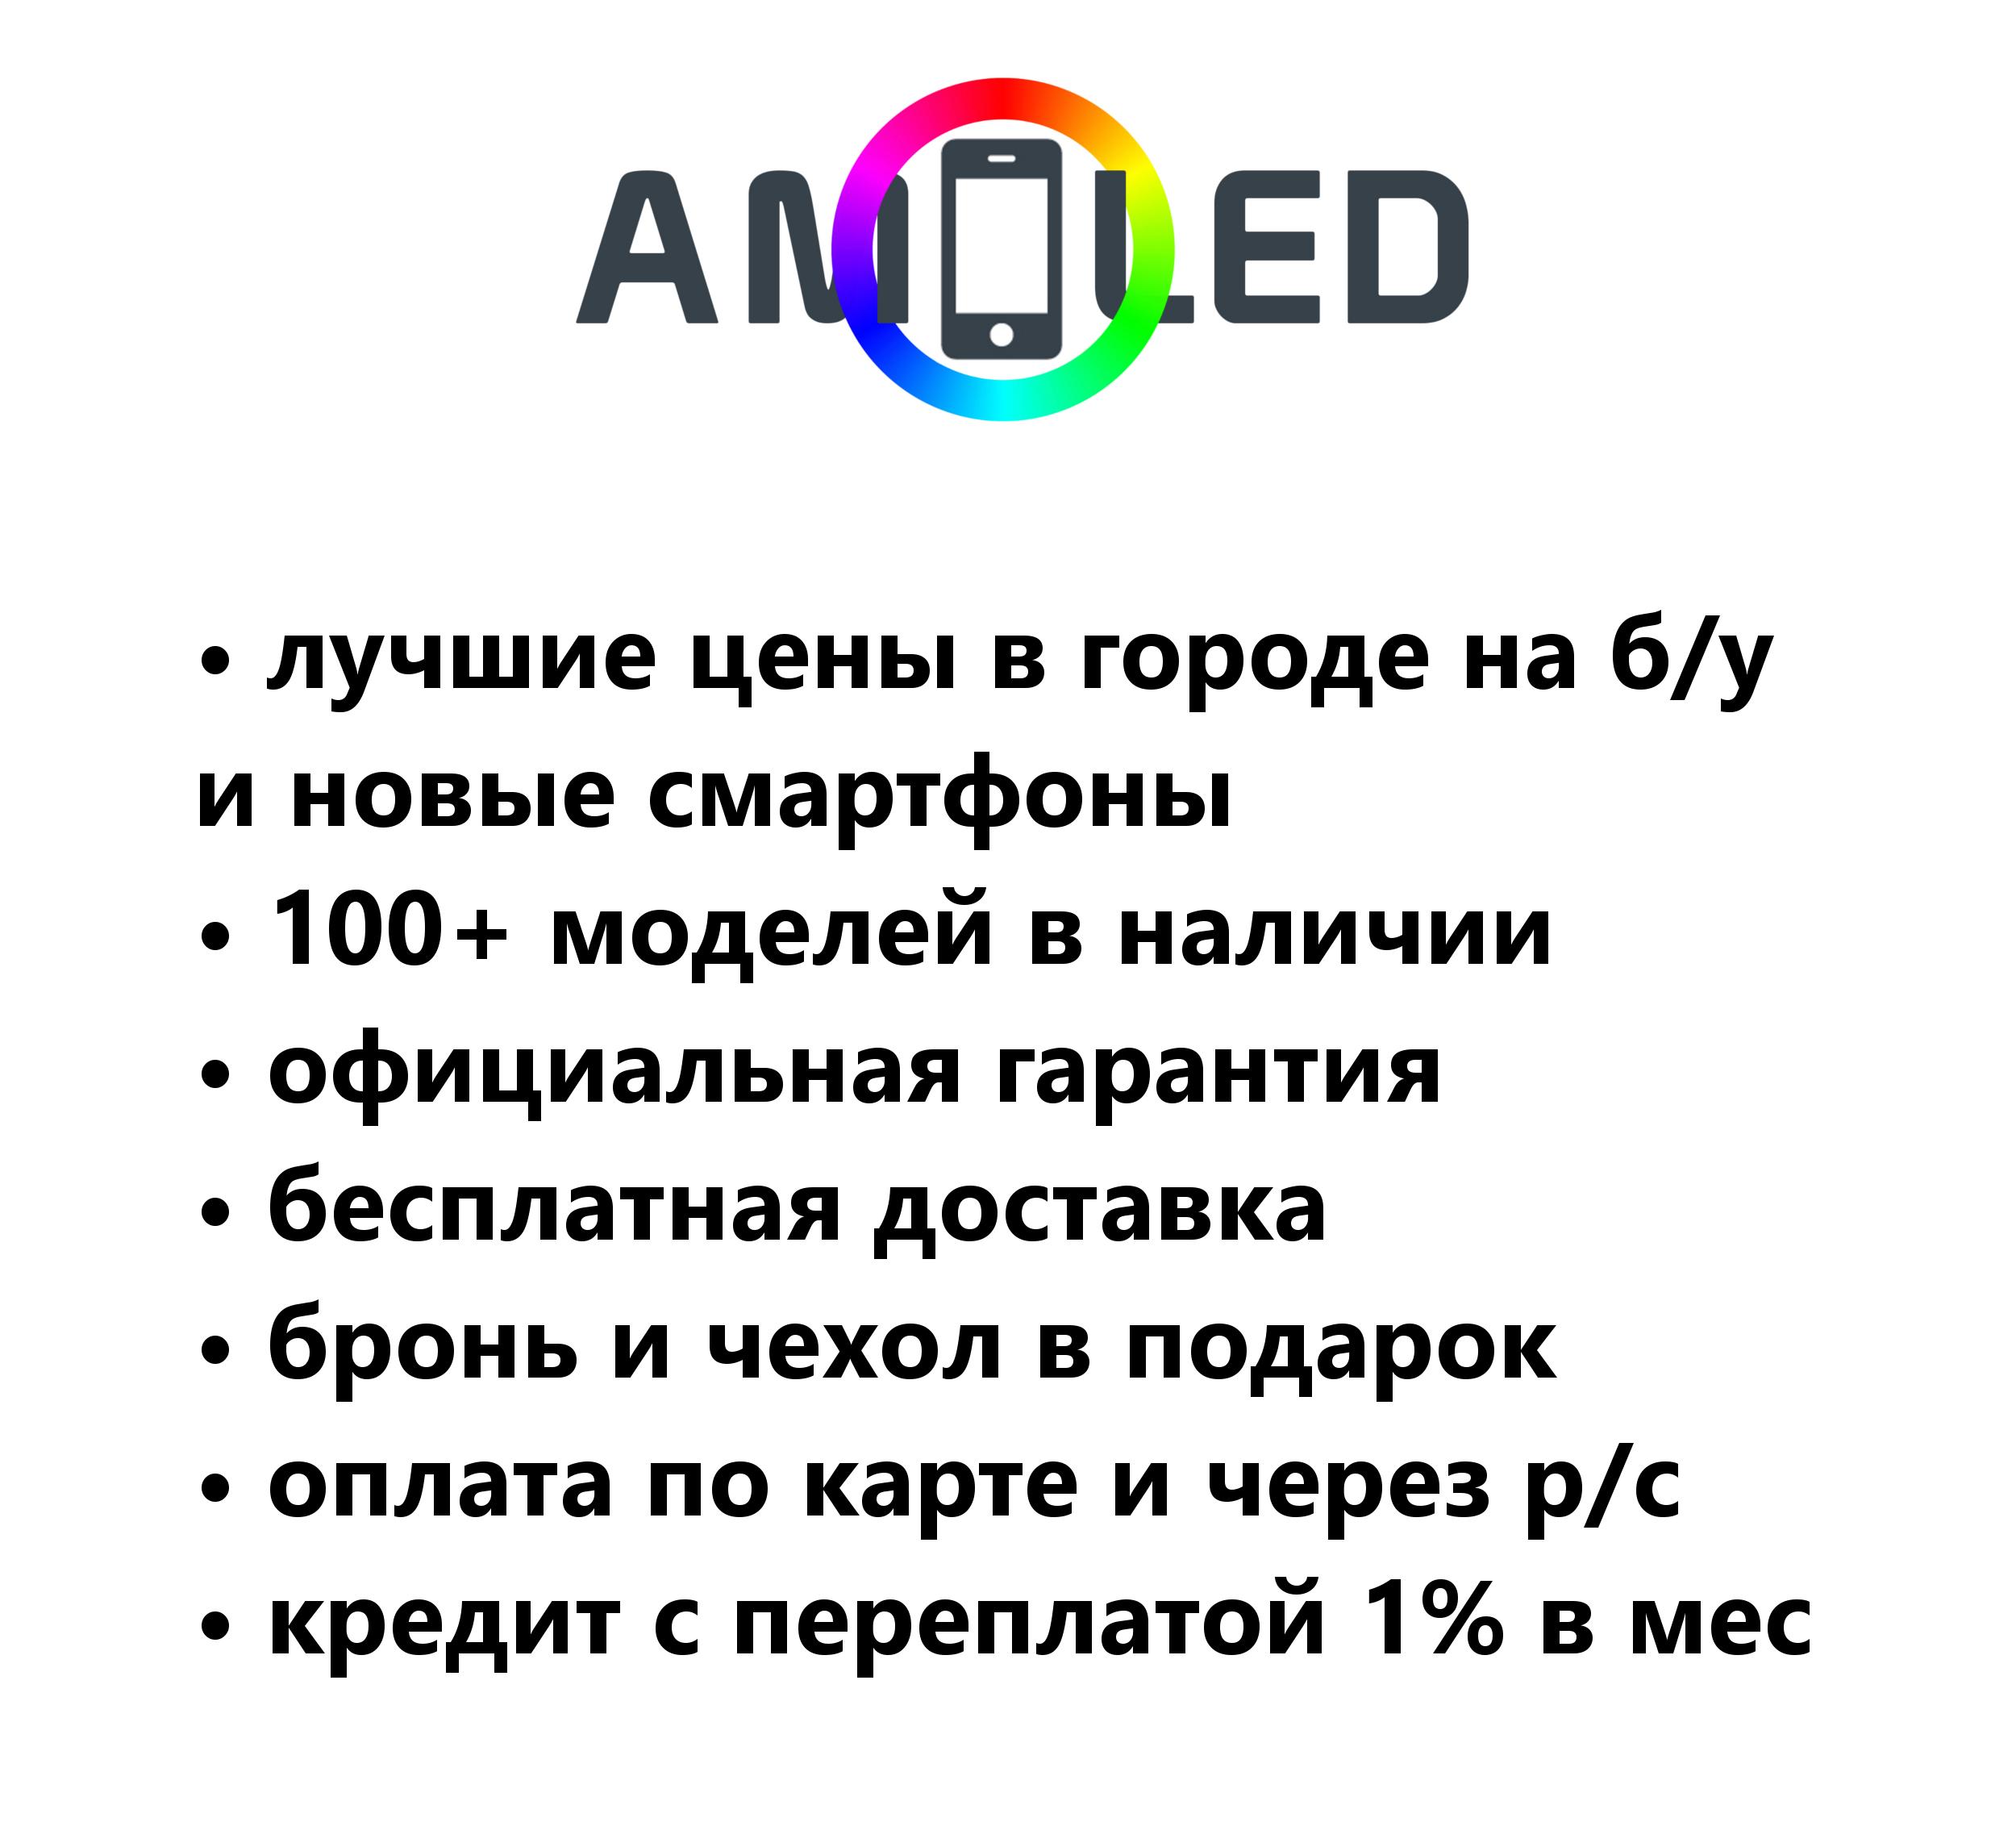 AMOLED
• лучшие цены в городе на б/у
и новые смартфоны
• 100+ моделей в наличии
• официальная гарантия
• бесплатная доставка
• бронь и чехол в подарок
• оплата по карте и через р/с
• кредит с переплатой 1% в мес